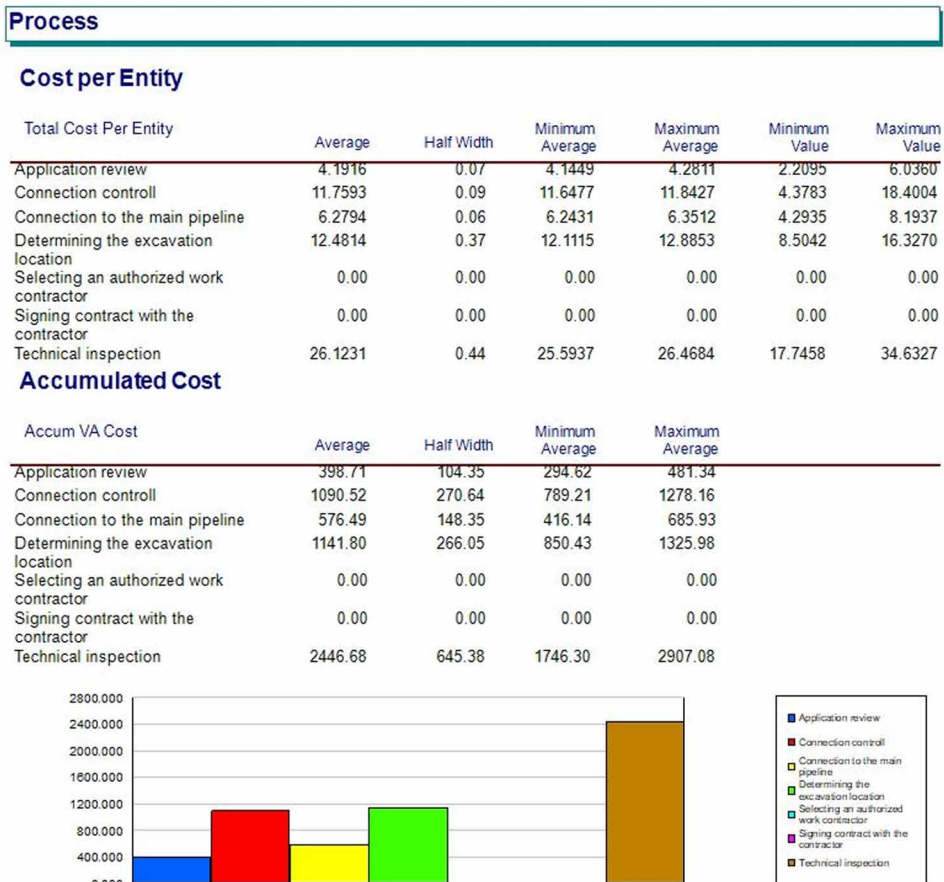 Process
Cost per Entity
Total Cost Per Entity Average Half Width Minimum Average Maximum Average Minimum Value Maximum Value
Application review 4.1916 0.07 4.1449 4.2811 2.2095 6.0360
Connection controll 11.7593 0.09 11.6477 11.8427 4.3783 18.4004
Connection to the main pipeline 6.2794 0.06 6.2431 6.3512 4.2935 8.1937
Determining the excavation 12.4814 0.37 12.1115 12.8853 8.5042 16.3270
location
Selecting an authorized work 0.00 0.00 0.00 0.00 0.00 0.00
contractor
Signing contract with the 0.00 0.00 0.00 0.00 0.00 0.00
contractor
Technical inspection 26.1231 0.44 25.5937 26.4684 17.7458 34.6327
Accumulated Cost
Accum VA Cost Average Half Width Minimum Average Maximum Average
Application review 398.71 104.35 294.62 481.34
Connection controll 1090.52 270.64 789.21 1278.16
Connection to the main pipeline 576.49 148.35 416.14 685.93
Determining the excavation 1141.80 266.05 850.43 1325.98
location
Selecting an authorized work 0.00 0.00 0.00 0.00
contractor
Signing contract with the 0.00 0.00 0.00 0.00
contractor
Technical inspection 2446.68 645.38 1746.30 2907.08
2800.000
2400.000
2000.000
1600.000
1200.000
800.000
400.000
0.000
Application review
Connection controll
Connection to the main
pipeline
Determining the
excavation location
Selecting an authorized
work contractor
Signing contract with the
contractor
Technical inspection